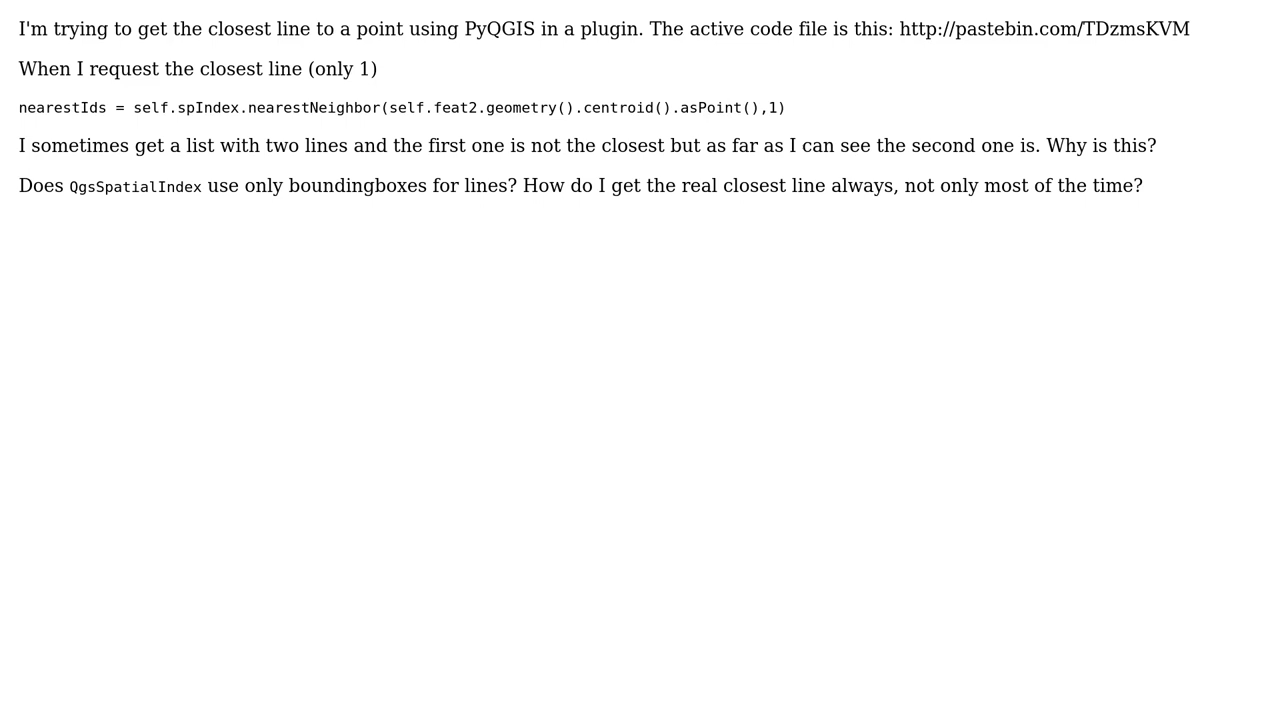 I'm trying to get the closest line to a point using PyQGIS in a plugin. The active code file is this: http://pastebin.com/TDzmsKVM
When I request the closest line (only 1)
nearestIds = self.spIndex.nearestNeighbor(self.feat2.geometry().centroid().asPoint(),1)
I sometimes get a list with two lines and the first one is not the closest but as far as I can see the second one is. Why is this?
Does QgsSpatialIndex use only boundingboxes for lines? How do I get the real closest line always, not only most of the time?